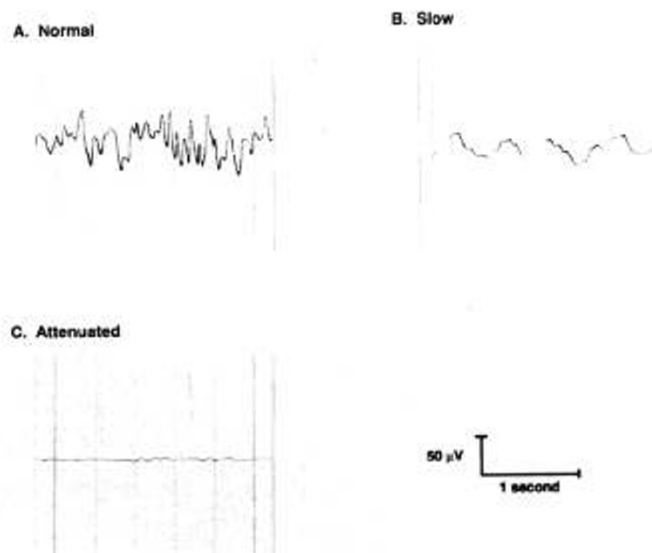 A. Normal
B. Slow
C. Attenuated
50 μV
1 second